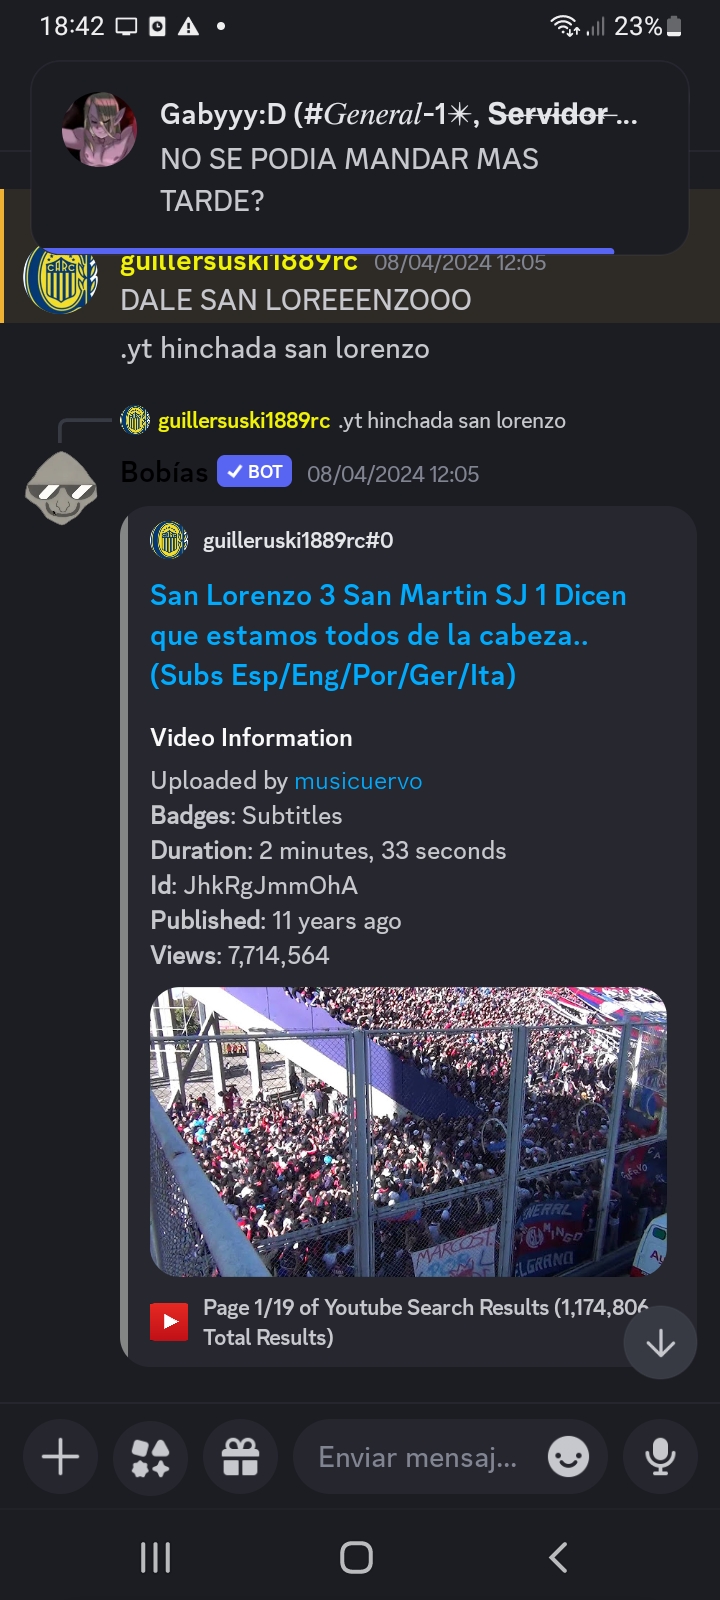 18:42
23%
Gabyyy:D (#General-1✴, Servidor ...
NO SE PODIA MANDAR MAS
TARDE?
guillersuski1889rc 08/04/2024 12:05
DALE SAN LOREEENZOOO
.yt hinchada san lorenzo
guillersuski1889rc .yt hinchada san lorenzo
Bobías ✓ BOT 08/04/2024 12:05
guilleruski1889rc#0
San Lorenzo 3 San Martin SJ 1 Dicen
que estamos todos de la cabeza..
(Subs Esp/Eng/Por/Ger/Ita)
Video Information
Uploaded by musicuervo
Badges: Subtitles
Duration: 2 minutes, 33 seconds
Id: JhkRgJmmOhA
Published: 11 years ago
Views: 7,714,564
Page 1/19 of Youtube Search Results (1,174,806
Total Results)
Enviar mensaj...